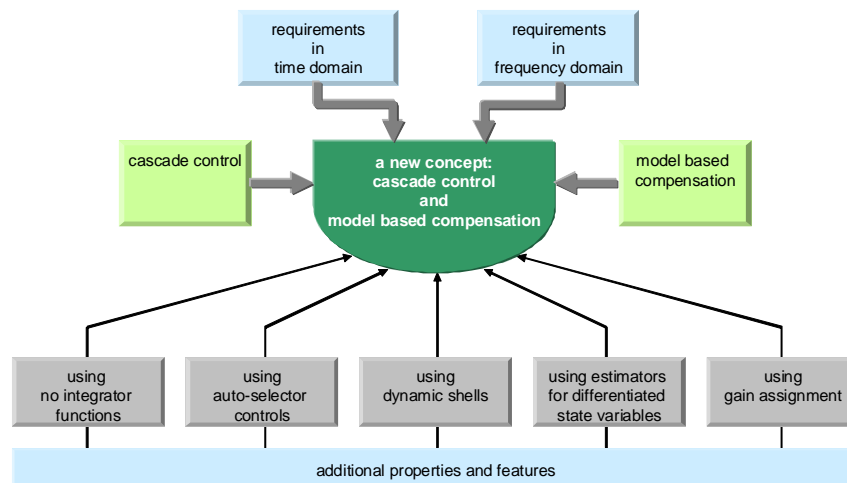 requirements
in
time domain
requirements
in
frequency domain
cascade control
a new concept:
cascade control
and
model based compensation
model based
compensation
using
no integrator
functions
using
auto-selector
controls
using
dynamic shells
using estimators
for differentiated
state variables
using
gain assignment
additional properties and features